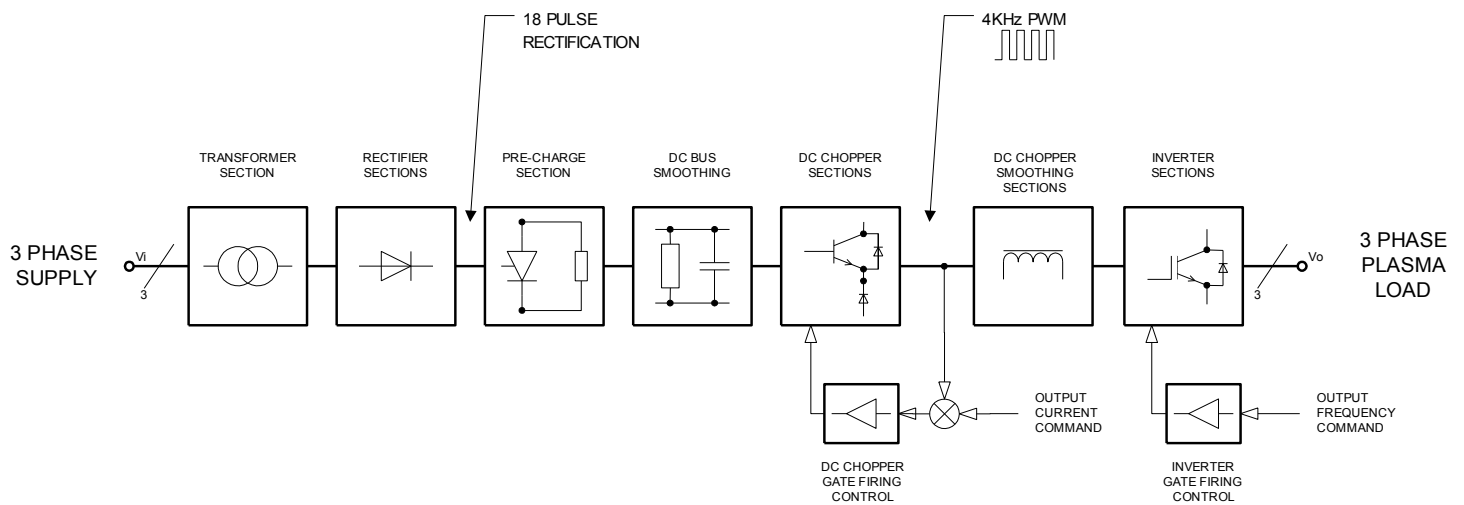 18 PULSE
RECTIFICATION
4KHz PWM
TRANSFORMER
SECTION
RECTIFIER
SECTIONS
PRE-CHARGE
SECTION
DC BUS
SMOOTHING
DC CHOPPER
SECTIONS
DC CHOPPER
SMOOTHING
SECTIONS
INVERTER
SECTIONS
3 PHASE
SUPPLY
Vi
3
3
Vo
3 PHASE
PLASMA
LOAD
OUTPUT
CURRENT
COMMAND
OUTPUT
FREQUENCY
COMMAND
DC CHOPPER
GATE FIRING
CONTROL
INVERTER
GATE FIRING
CONTROL